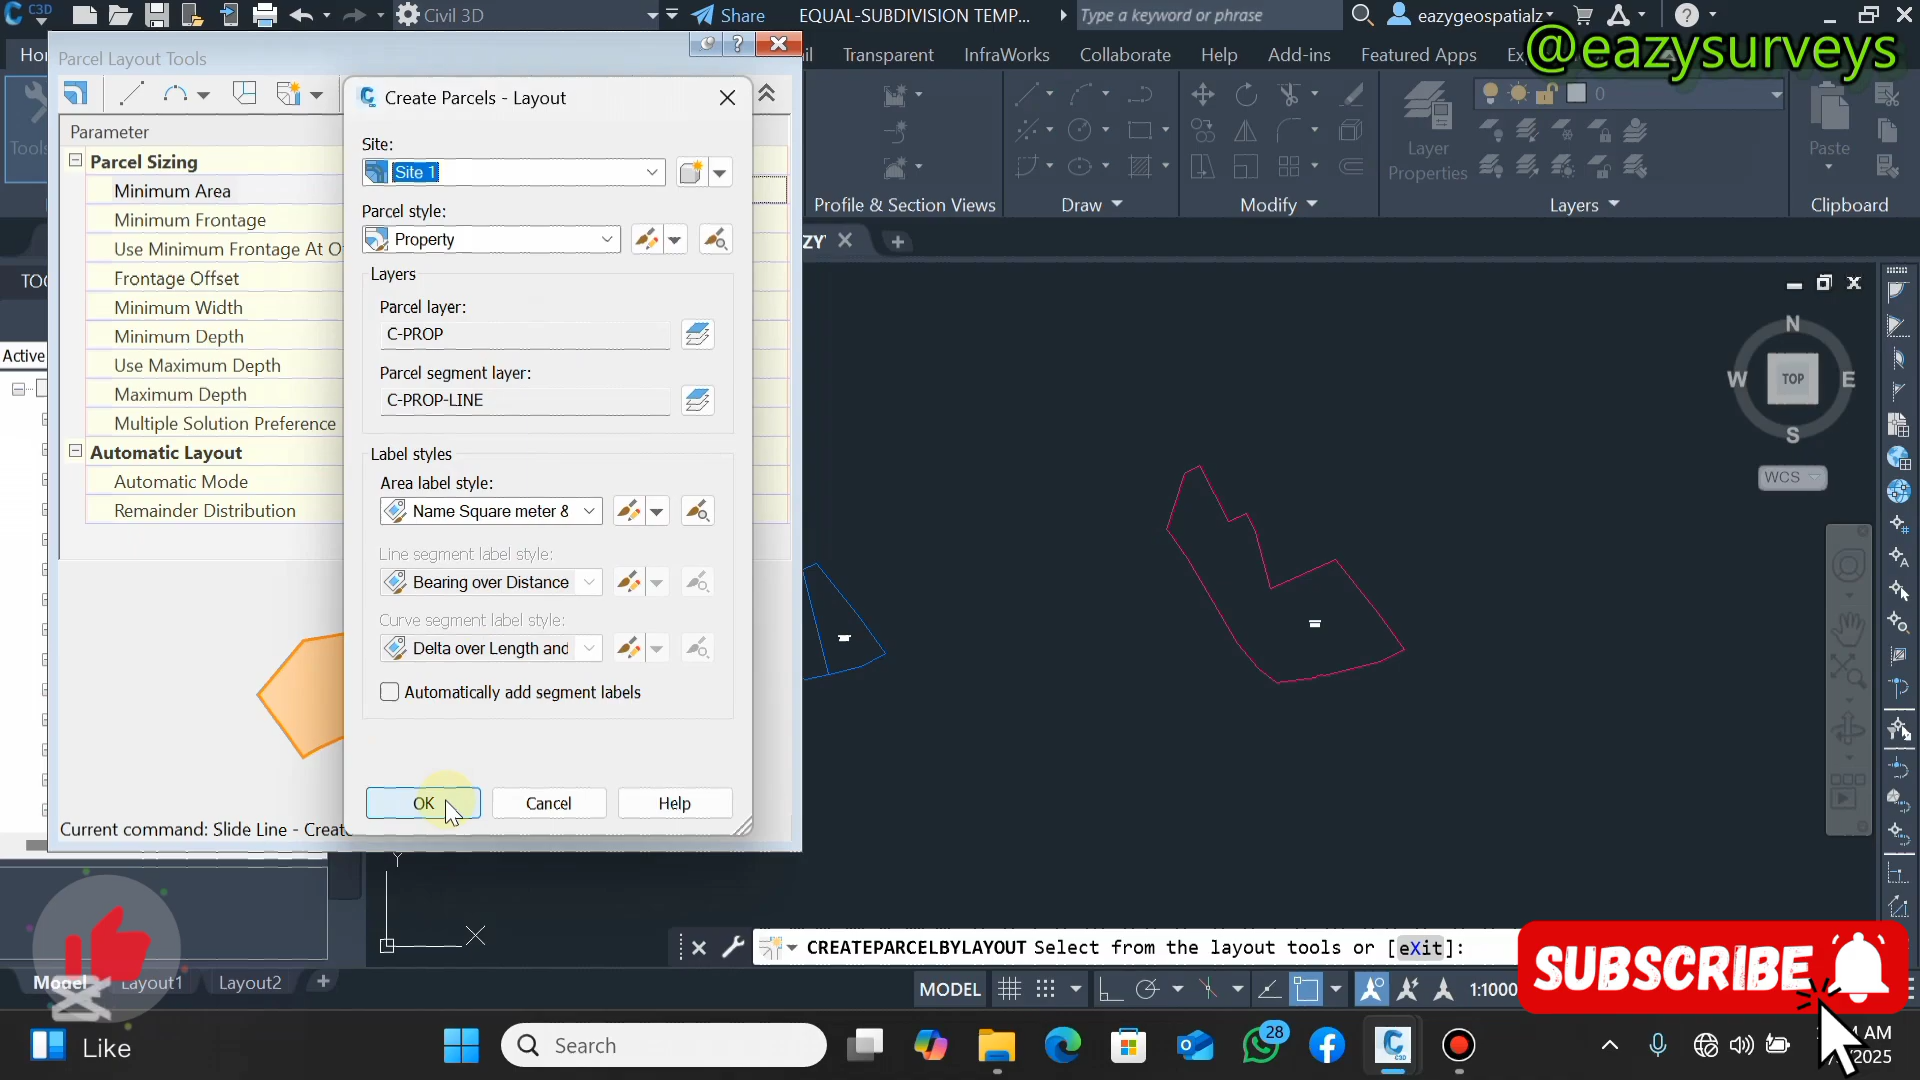 C3D
Civil 3D
Share
EQUAL-SUBDIVISION TEMP...
Type a keyword or phrase
eazygeospatialz
@eazysurveys
Transparent
InfraWorks
Collaborate
Help
Add-ins
Featured Apps
Parcel Layout Tools
Create Parcels - Layout
Parameter
Parcel Sizing
Minimum Area
Minimum Frontage
Use Minimum Frontage At O
Frontage Offset
Minimum Width
Minimum Depth
Use Maximum Depth
Maximum Depth
Multiple Solution Preference
Automatic Layout
Automatic Mode
Remainder Distribution
Site:
Site 1
Parcel style:
Property
Layers
Parcel layer:
C-PROP
Parcel segment layer:
C-PROP-LINE
Label styles
Area label style:
Name Square meter &
Line segment label style:
Bearing over Distance
Curve segment label style:
Delta over Length and
Automatically add segment labels
OK
Cancel
Help
Current command: Slide Line - Create
Active
Tools
Profile & Section Views
Draw
Modify
Layer
Properties
0
Layers
Paste
Clipboard
N
W
TOP
E
S
WCS
Y
CREATEPARCELBYLAYOUT Select from the layout tools or [eXit]:
Model
Layout1
Layout2
MODEL
1:1000
SUBSCRIBE
Like
Search
28
AM
2025